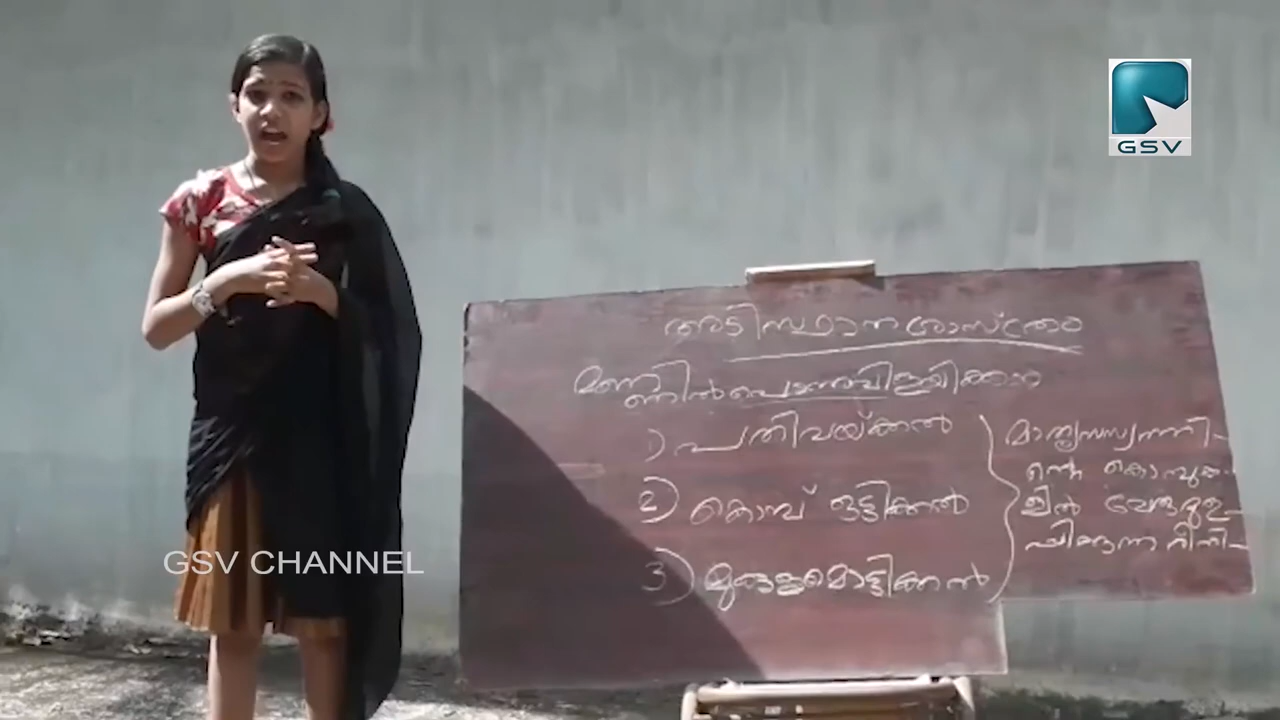 GSV
അടിസ്ഥാനശാസ്ത്രം
മണ്ണിൽ പൊന്നുവിളയിക്കാം
1) പതിവയ്ക്കൽ
2) കൊമ്പ് ഒട്ടിക്കൽ
3) മുകുളമൊട്ടിക്കൽ
മാതൃസസ്യത്തി-
ന്റെ കൊമ്പുക-
ളിൽ വേരുമുള-
പ്പിക്കുന്ന രീതി-
GSV CHANNEL